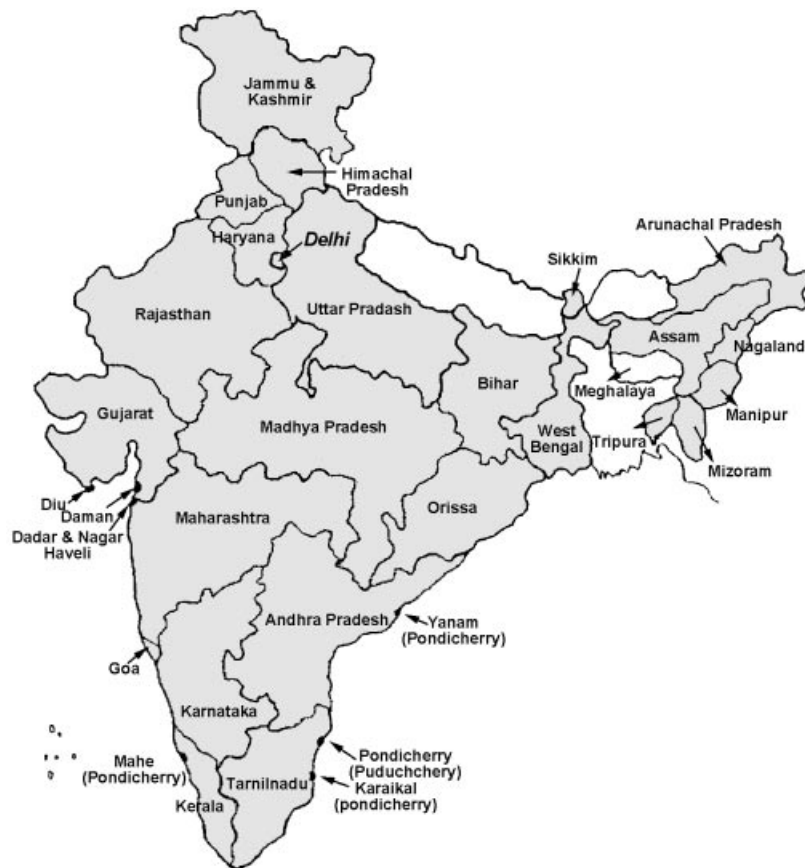 Jammu &
Kashmir
Himachal
Pradesh
Punjab
Haryana
Delhi
Arunachal Pradesh
Sikkim
Rajasthan
Uttar Pradash
Assam
Nagaland
Bihar
Meghalaya
Gujarat
Madhya Pradesh
West
Bengal
Tripura
Manipur
Mizoram
Diu
Daman
Dadar & Nagar
Haveli
Maharashtra
Orissa
Andhra Pradesh
Yanam
(Pondicherry)
Goa
Karnataka
Mahe
(Pondicherry)
Pondicherry
(Puduchchery)
Karaikal
(pondicherry)
Tarnilnadu
Kerala